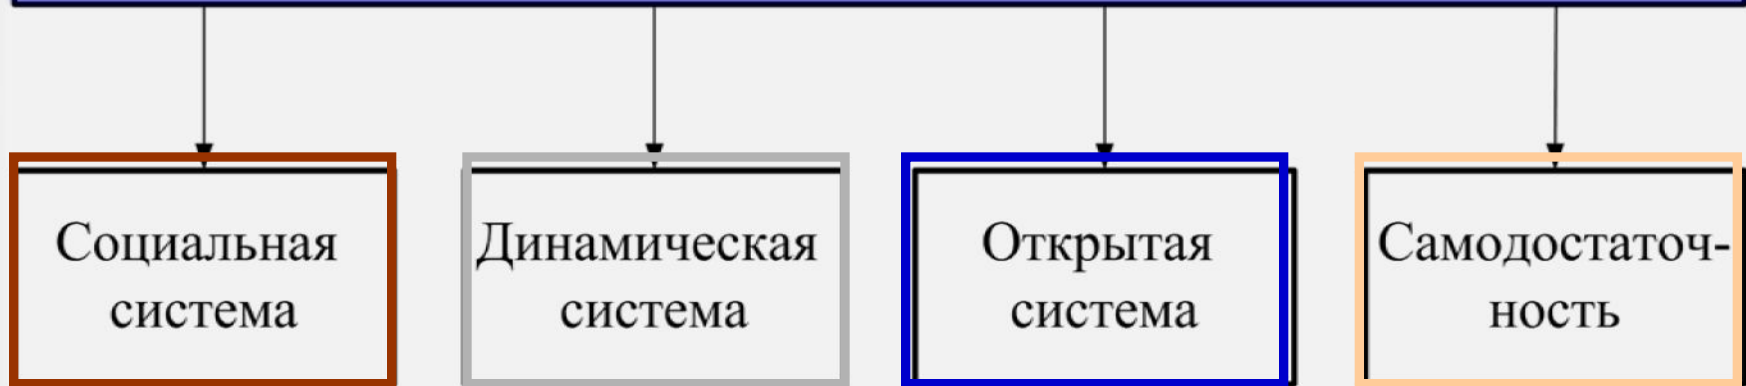 Социальная
система
Динамическая
система
Открытая
система
Самодостаточ-
ность